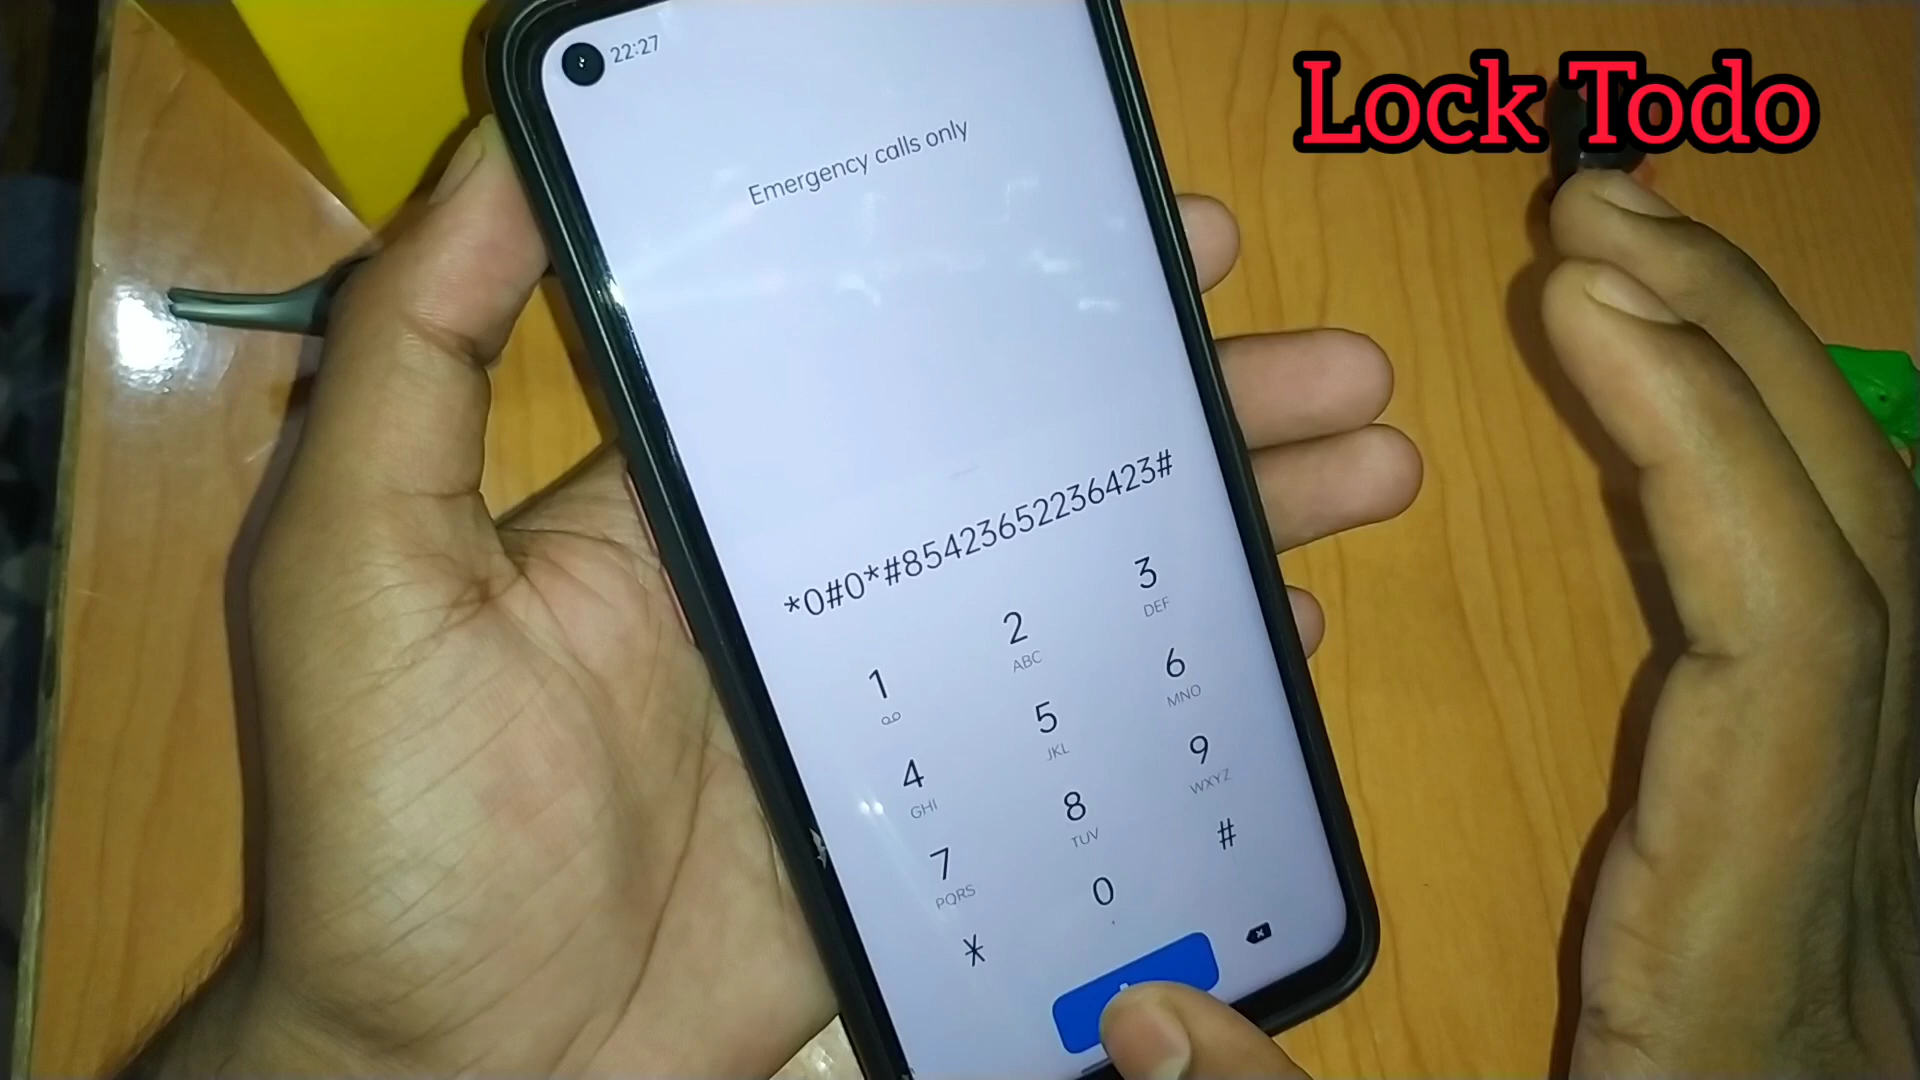 22:27
Lock Todo
Emergency calls only
*0#0*#85423652236423#
1
2
ABC
3
DEF
4
GHI
5
JKL
6
MNO
7
PQRS
8
TUV
9
WXYZ
*
0
#